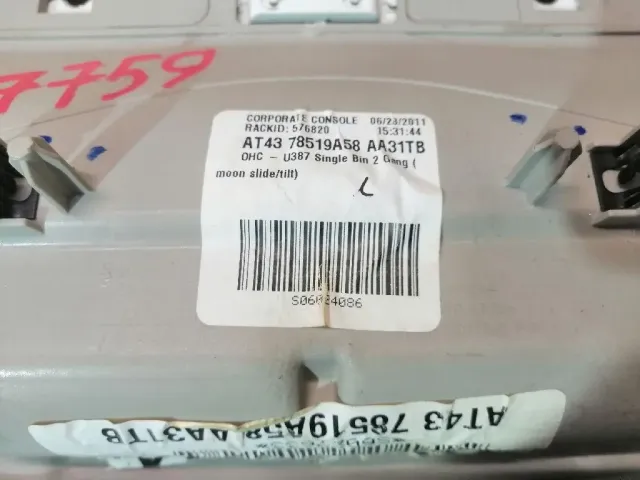 7759
CORPORATE CONSOLE 06/23/2011
RACKID: 576820 15:31:44
AT43 78519A58 AA31TB
OHC - U387 Single Bin 2 Gang (
moon slide/tilt)
L
AT43 78519A58 AA31TB